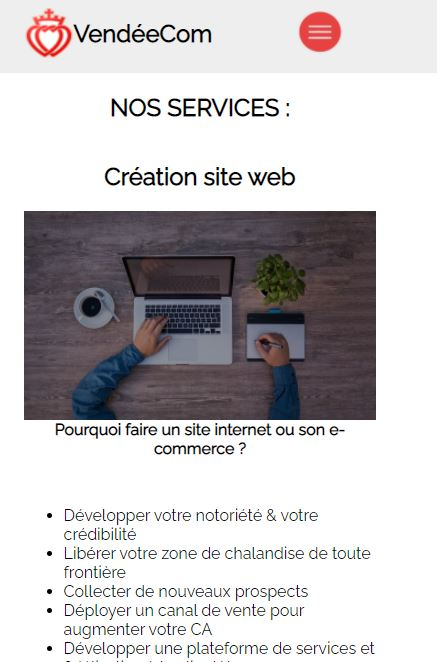 VendéeCom
NOS SERVICES :
Création site web
Pourquoi faire un site internet ou son e-
commerce ?
• Développer votre notoriété & votre
crédibilité
• Libérer votre zone de chalandise de toute
frontière
• Collecter de nouveaux prospects
• Déployer un canal de vente pour
augmenter votre CA
• Développer une plateforme de services et